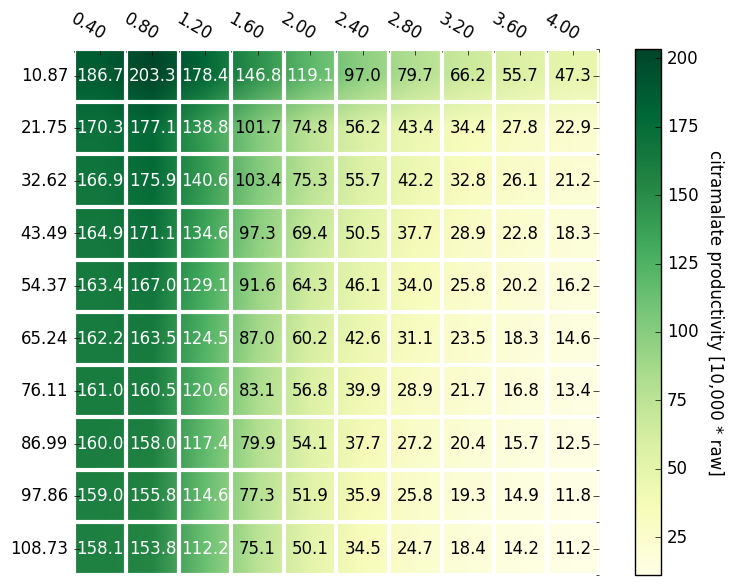 0.40 0.80 1.20 1.60 2.00 2.40 2.80 3.20 3.60 4.00
10.87 186.7 203.3 178.4 146.8 119.1 97.0 79.7 66.2 55.7 47.3
21.75 170.3 177.1 138.8 101.7 74.8 56.2 43.4 34.4 27.8 22.9
32.62 166.9 175.9 140.6 103.4 75.3 55.7 42.2 32.8 26.1 21.2
43.49 164.9 171.1 134.6 97.3 69.4 50.5 37.7 28.9 22.8 18.3
54.37 163.4 167.0 129.1 91.6 64.3 46.1 34.0 25.8 20.2 16.2
65.24 162.2 163.5 124.5 87.0 60.2 42.6 31.1 23.5 18.3 14.6
76.11 161.0 160.5 120.6 83.1 56.8 39.9 28.9 21.7 16.8 13.4
86.99 160.0 158.0 117.4 79.9 54.1 37.7 27.2 20.4 15.7 12.5
97.86 159.0 155.8 114.6 77.3 51.9 35.9 25.8 19.3 14.9 11.8
108.73 158.1 153.8 112.2 75.1 50.1 34.5 24.7 18.4 14.2 11.2
200
175
150
125
100
75
50
25
citramalate productivity [10,000 * raw]